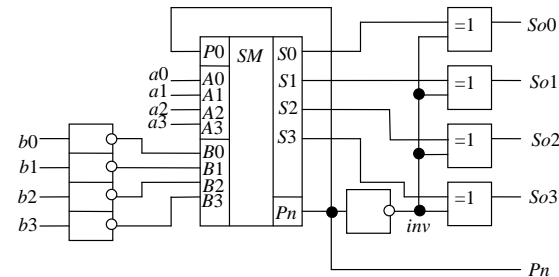 P0 SM S0 =1 So0
a0 A0 S1 =1 So1
a1 A1
a2 A2 S2 =1 So2
a3 A3
b0 B0 S3 =1 So3
b1 B1
b2 B2
b3 B3 Pn inv
Pn